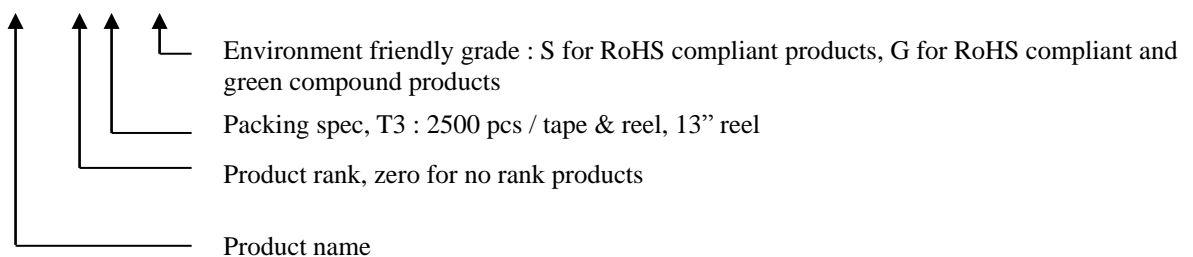 Environment friendly grade : S for RoHS compliant products, G for RoHS compliant and
green compound products
Packing spec, T3 : 2500 pcs / tape & reel, 13” reel
Product rank, zero for no rank products
Product name